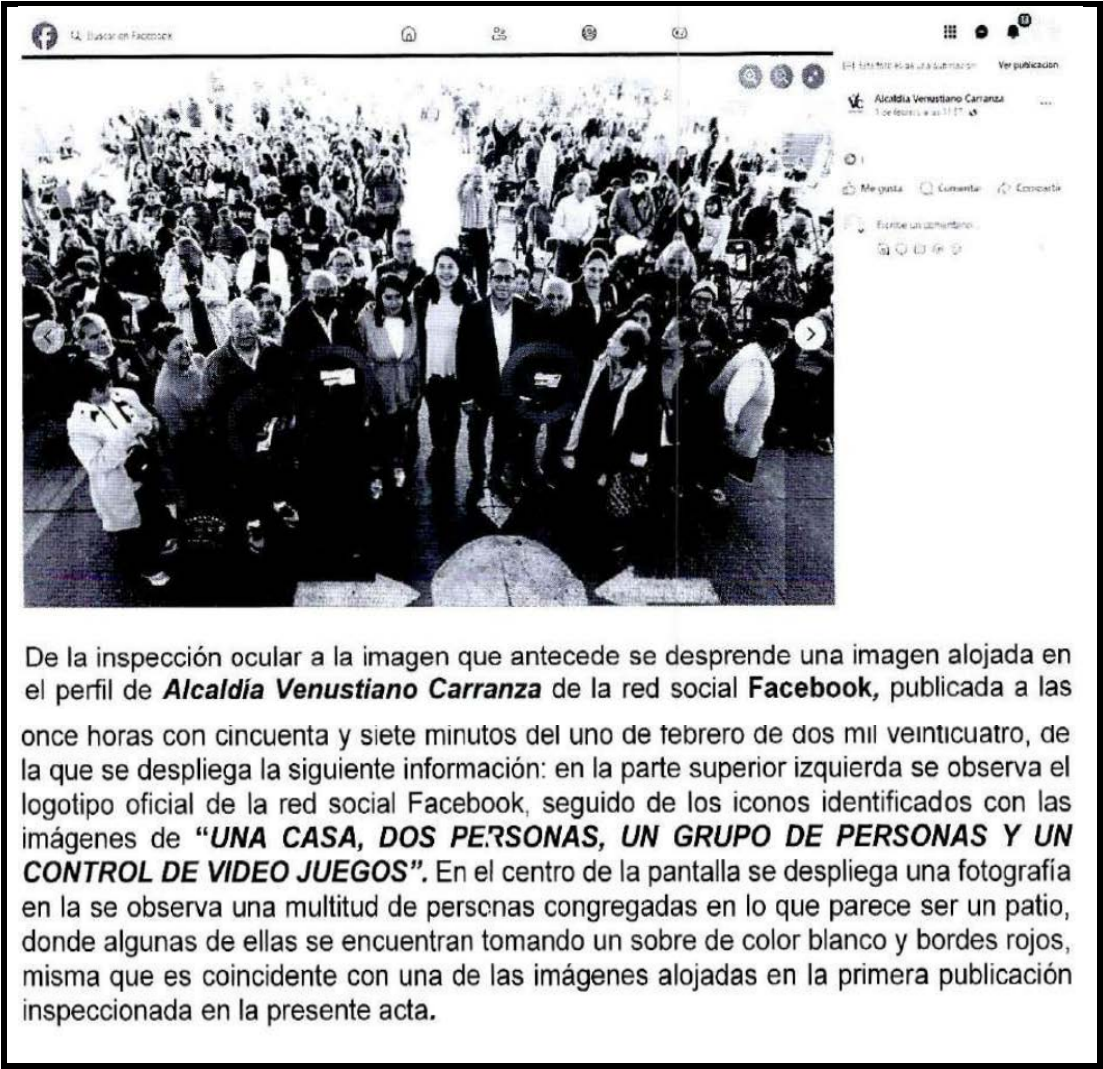 Buscar en Facebook
Ver publicación
Alcaldía Venustiano Carranza
VC
Me gusta Comentar Compartir
Escribe un comentario...
De la inspección ocular a la imagen que antecede se desprende una imagen alojada en
el perfil de Alcaldía Venustiano Carranza de la red social Facebook, publicada a las
once horas con cincuenta y siete minutos del uno de febrero de dos mil veinticuatro, de
la que se despliega la siguiente información: en la parte superior izquierda se observa el
logotipo oficial de la red social Facebook, seguido de los iconos identificados con las
imágenes de “UNA CASA, DOS PERSONAS, UN GRUPO DE PERSONAS Y UN
CONTROL DE VIDEO JUEGOS”. En el centro de la pantalla se despliega una fotografía
en la se observa una multitud de personas congregadas en lo que parece ser un patio,
donde algunas de ellas se encuentran tomando un sobre de color blanco y bordes rojos,
misma que es coincidente con una de las imágenes alojadas en la primera publicación
inspeccionada en la presente acta.